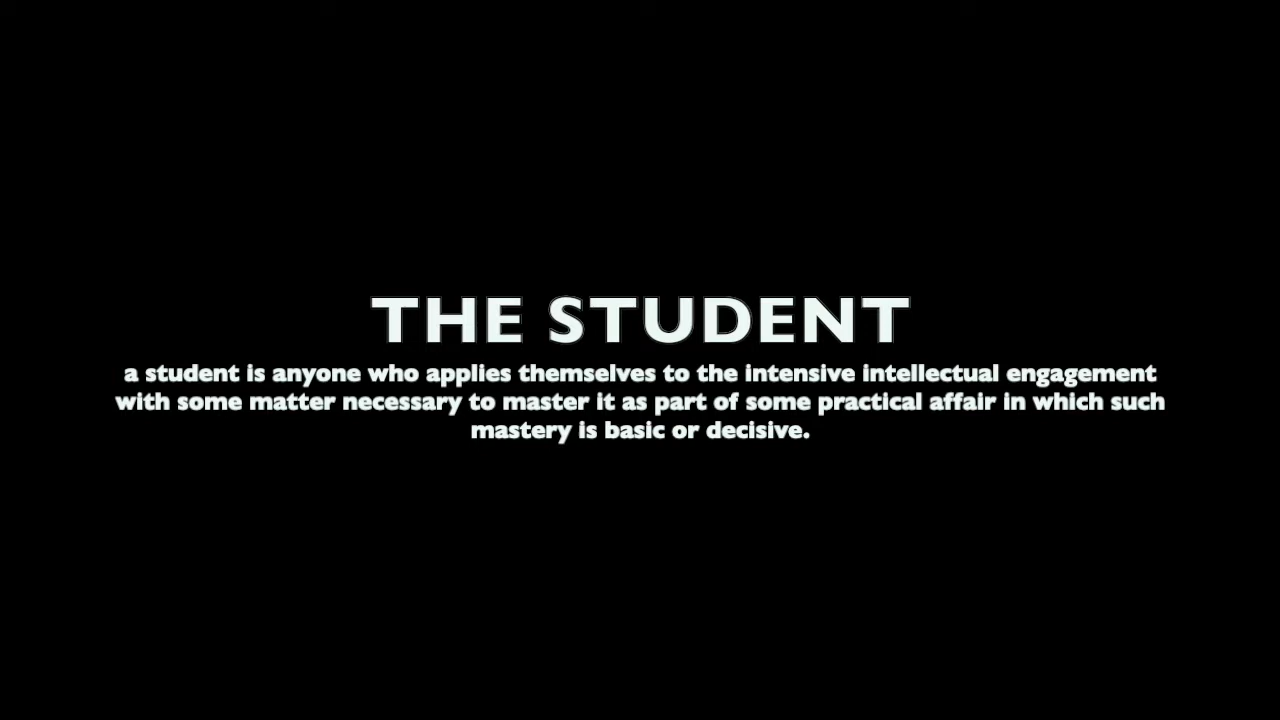 THE STUDENT
a student is anyone who applies themselves to the intensive intellectual engagement
with some matter necessary to master it as part of some practical affair in which such
mastery is basic or decisive.